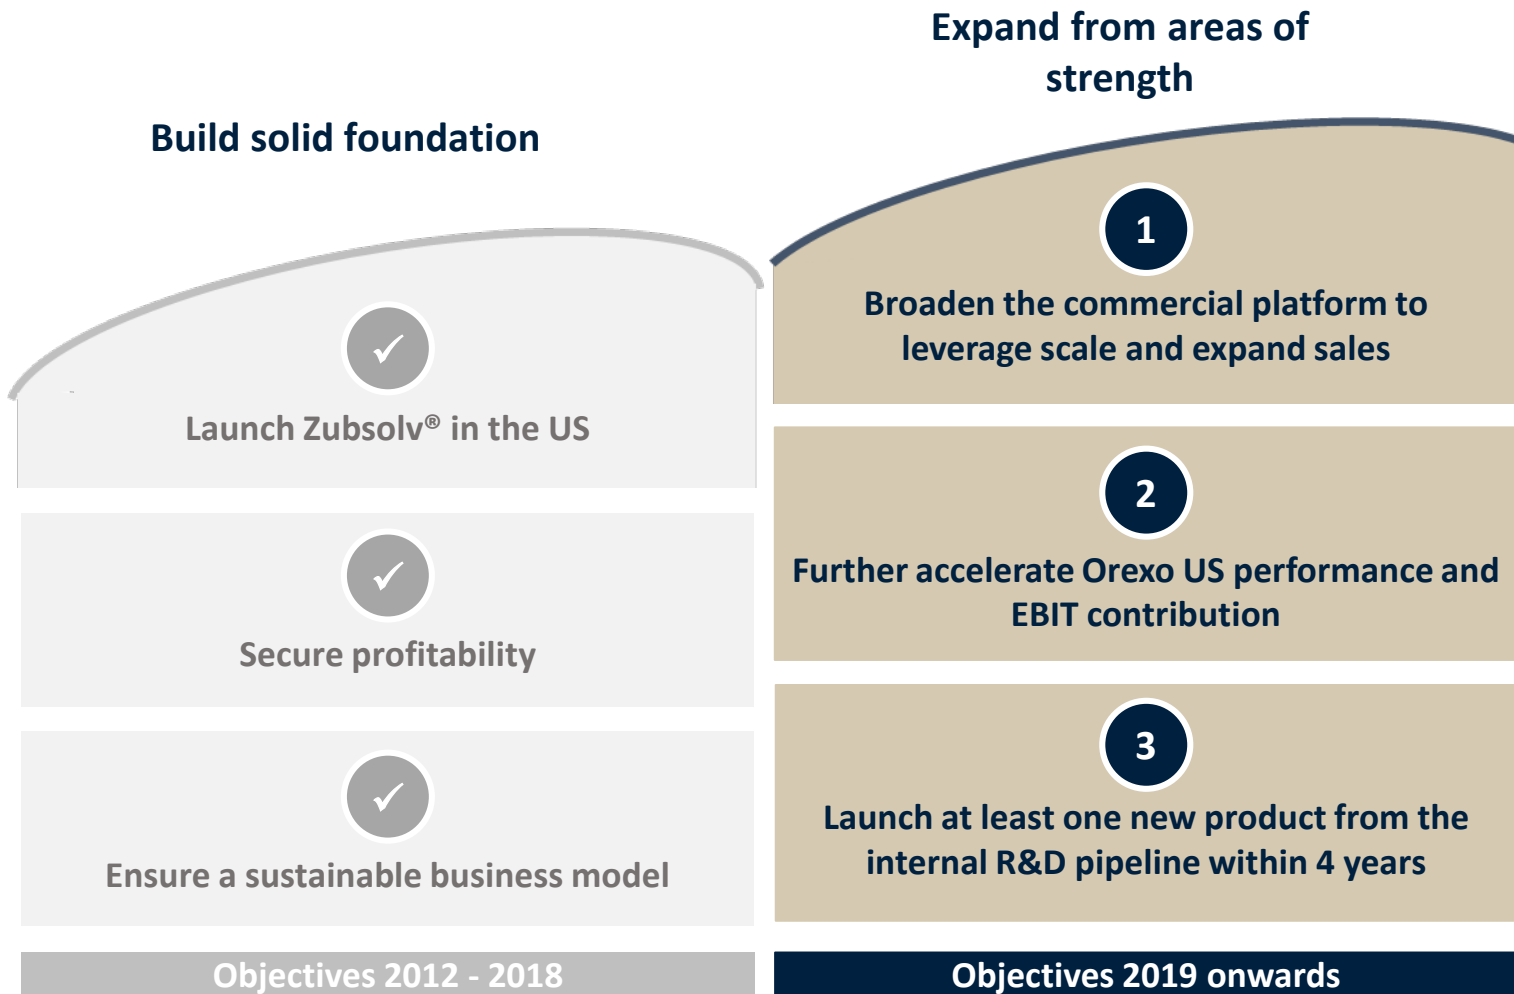 Build solid foundation
✓
Launch Zubsolv® in the US
✓
Secure profitability
✓
Ensure a sustainable business model
Objectives 2012 - 2018
Expand from areas of
strength
1
Broaden the commercial platform to
leverage scale and expand sales
2
Further accelerate Orexo US performance and
EBIT contribution
3
Launch at least one new product from the
internal R&D pipeline within 4 years
Objectives 2019 onwards